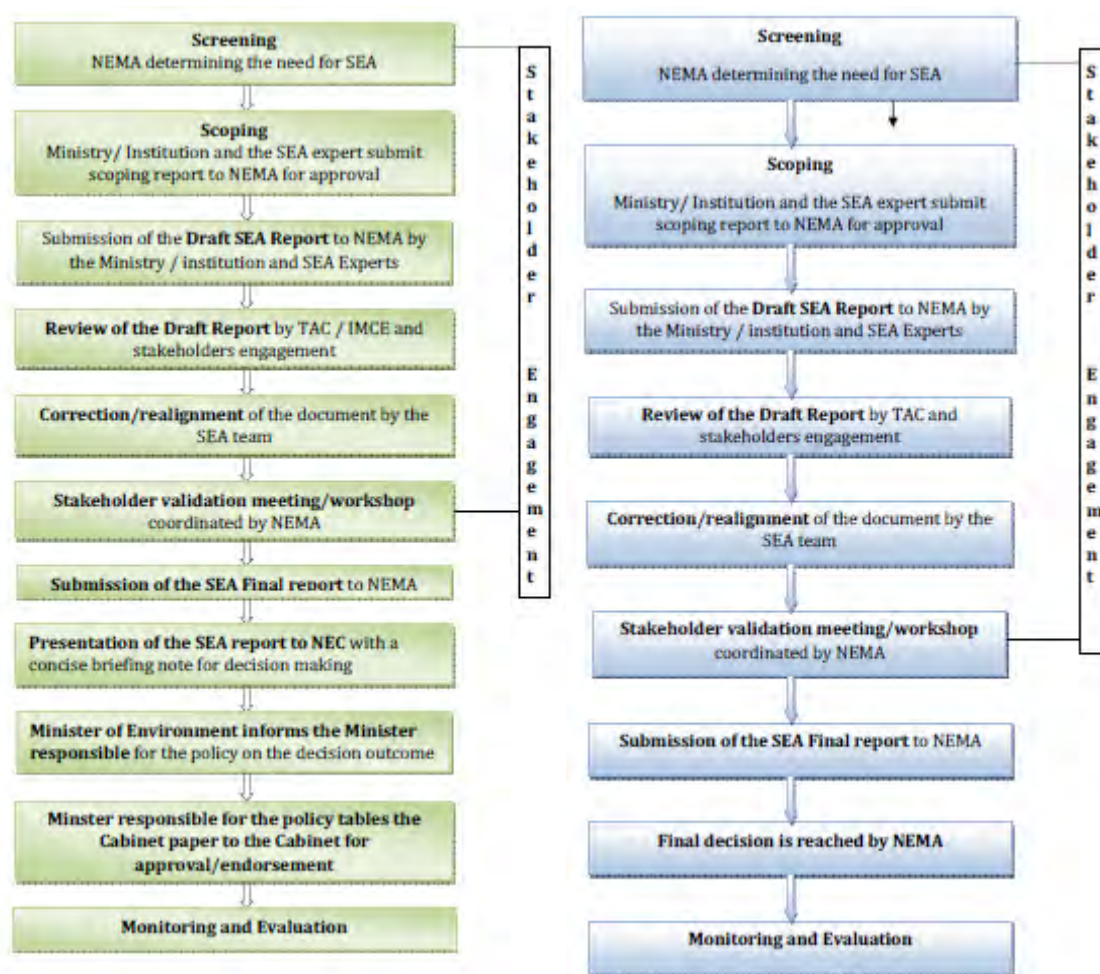 Screening
NEMA determining the need for SEA
Scoping
Ministry/ Institution and the SEA expert submit
scoping report to NEMA for approval
Submission of the Draft SEA Report to NEMA by
the Ministry / institution and SEA Experts
Review of the Draft Report by TAC / IMCE and
stakeholders engagement
Correction/realignment of the document by the
SEA team
Stakeholder validation meeting/workshop
coordinated by NEMA
Submission of the SEA Final report to NEMA
Presentation of the SEA report to NEC with a
concise briefing note for decision making
Minister of Environment informs the Minister
responsible for the policy on the decision outcome
Minster responsible for the policy tables the
Cabinet paper to the Cabinet for
approval/endorsement
Monitoring and Evaluation
Stakeholder Engagement
Screening
NEMA determining the need for SEA
Scoping
Ministry/ Institution and the SEA expert submit
scoping report to NEMA for approval
Submission of the Draft SEA Report to NEMA by
the Ministry / institution and SEA Experts
Review of the Draft Report by TAC and
stakeholders engagement
Correction/realignment of the document by the
SEA team
Stakeholder validation meeting/workshop
coordinated by NEMA
Submission of the SEA Final report to NEMA
Final decision is reached by NEMA
Monitoring and Evaluation
Stakeholder Engagement